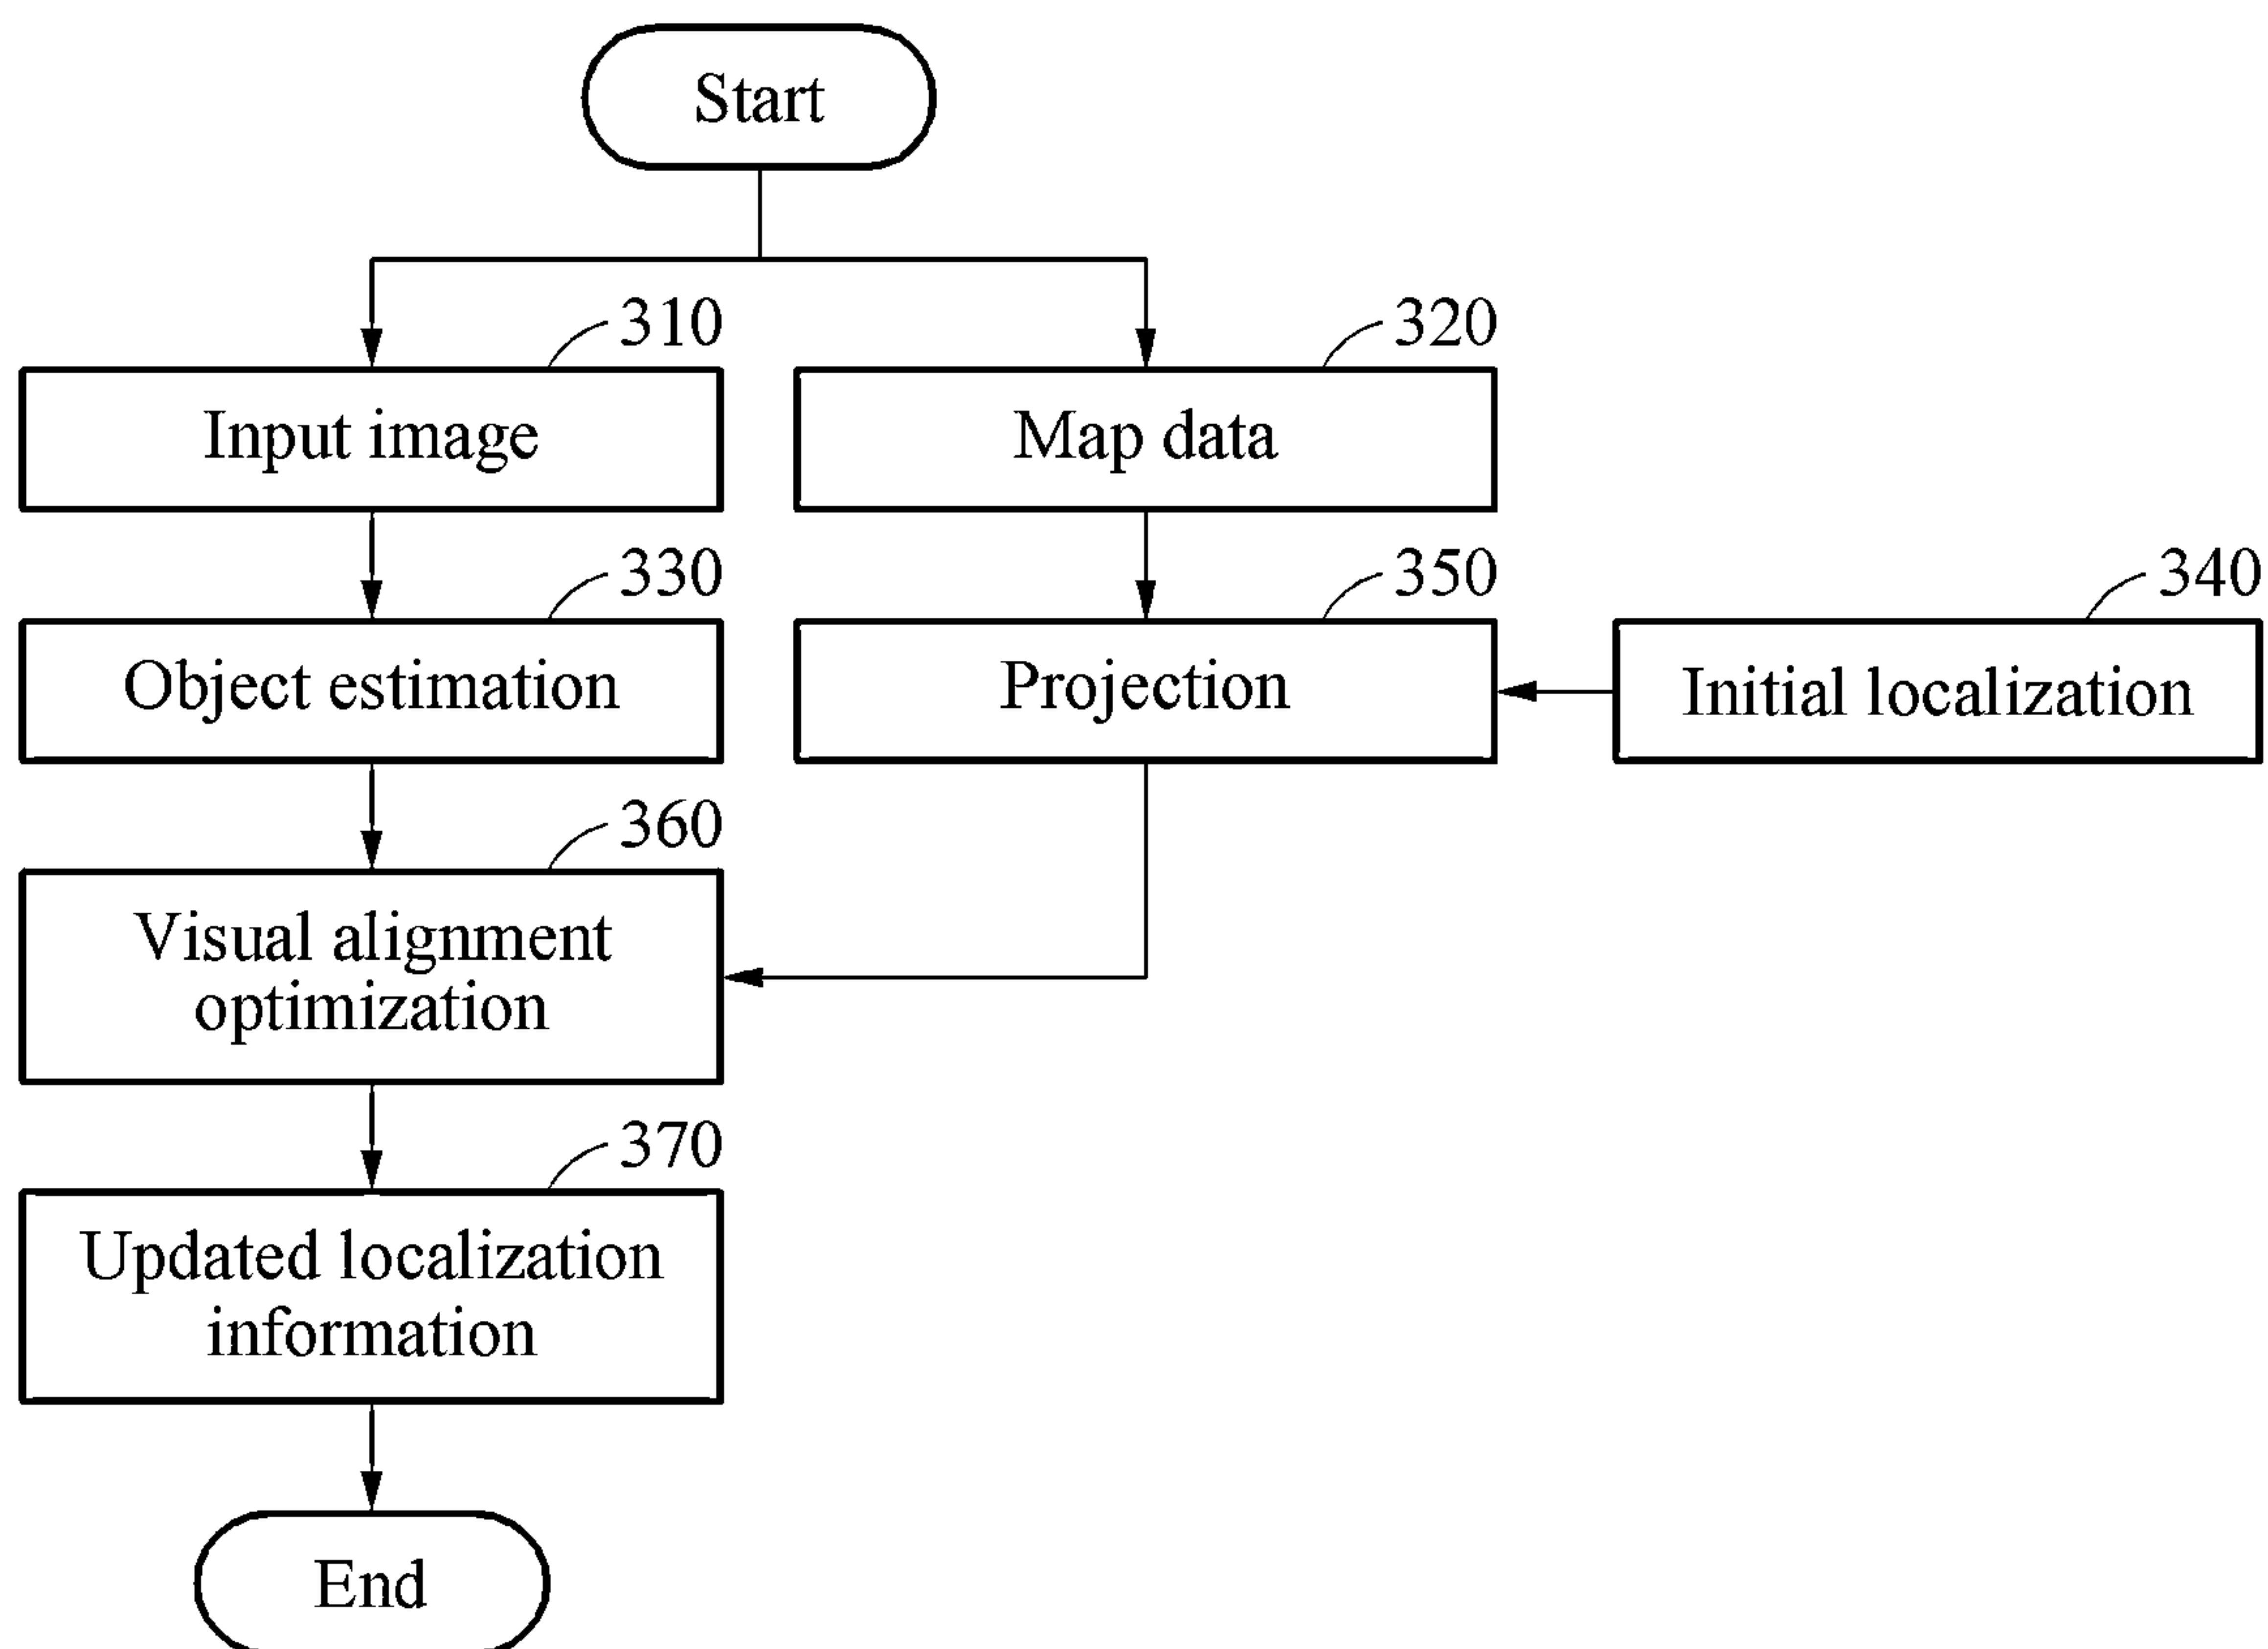 Start
310
320
Input image
Map data
330
350
340
Object estimation
Projection
Initial localization
360
Visual alignment
optimization
370
Updated localization
information
End